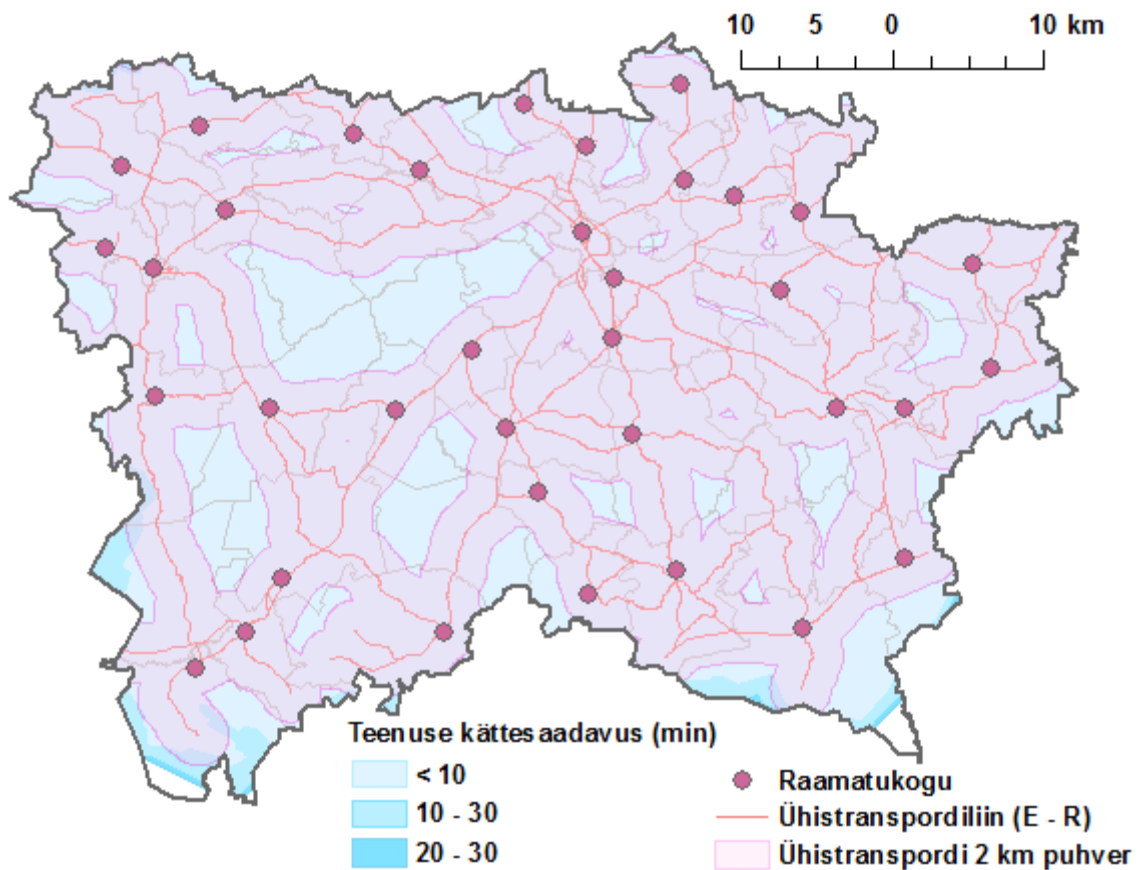 10 5 0 10 km
Teenuse kättesaadavus (min)
< 10
10 - 30
20 - 30
Raamatukogu
Ühistranspordiliin (E - R)
Ühistranspordi 2 km puhver